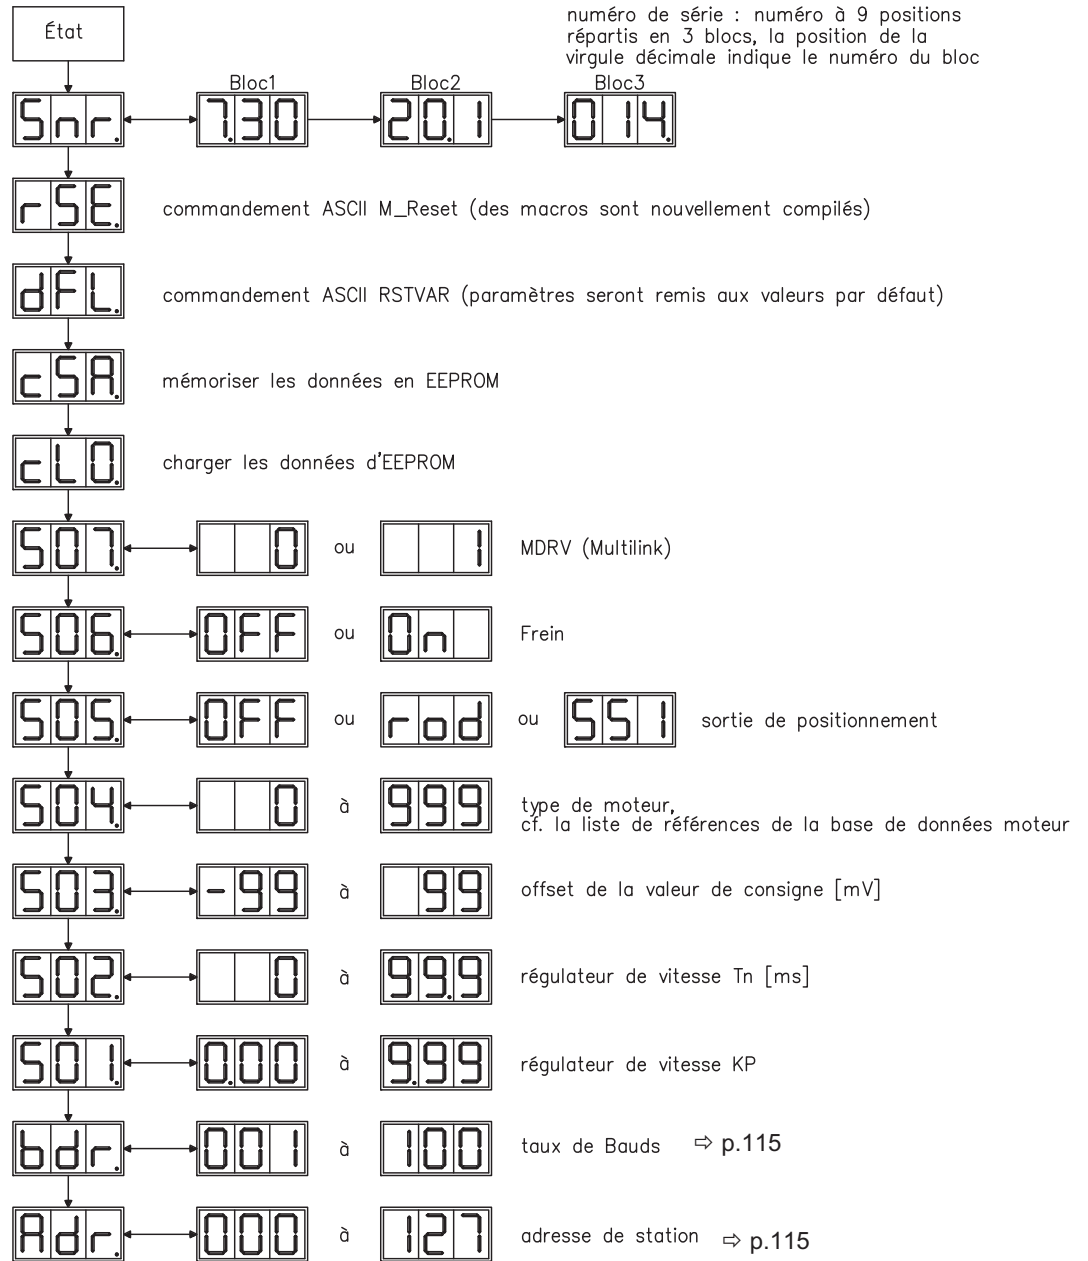 État
numéro de série : numéro à 9 positions
répartis en 3 blocs, la position de la
virgule décimale indique le numéro du bloc
Bloc1 Bloc2 Bloc3
Snr. 7.30 20.1 014.
rSE. commandement ASCII M_Reset (des macros sont nouvellement compilés)
dFL. commandement ASCII RSTVAR (paramètres seront remis aux valeurs par défaut)
cSA. mémoriser les données en EEPROM
cLO. charger les données d'EEPROM
S07. 0 ou 1 MDRV (Multilink)
S06. OFF ou On Frein
S05. OFF ou rod ou SSI sortie de positionnement
S04. 0 à 999 type de moteur,
cf. la liste de références de la base de données moteur
S03. -99 à 99 offset de la valeur de consigne [mV]
S02. 0 à 99.9 régulateur de vitesse Tn [ms]
S01. 0.00 à 9.99 régulateur de vitesse KP
bdr. 001 à 100 taux de Bauds ⇨ p.115
Adr. 000 à 127 adresse de station ⇨ p.115